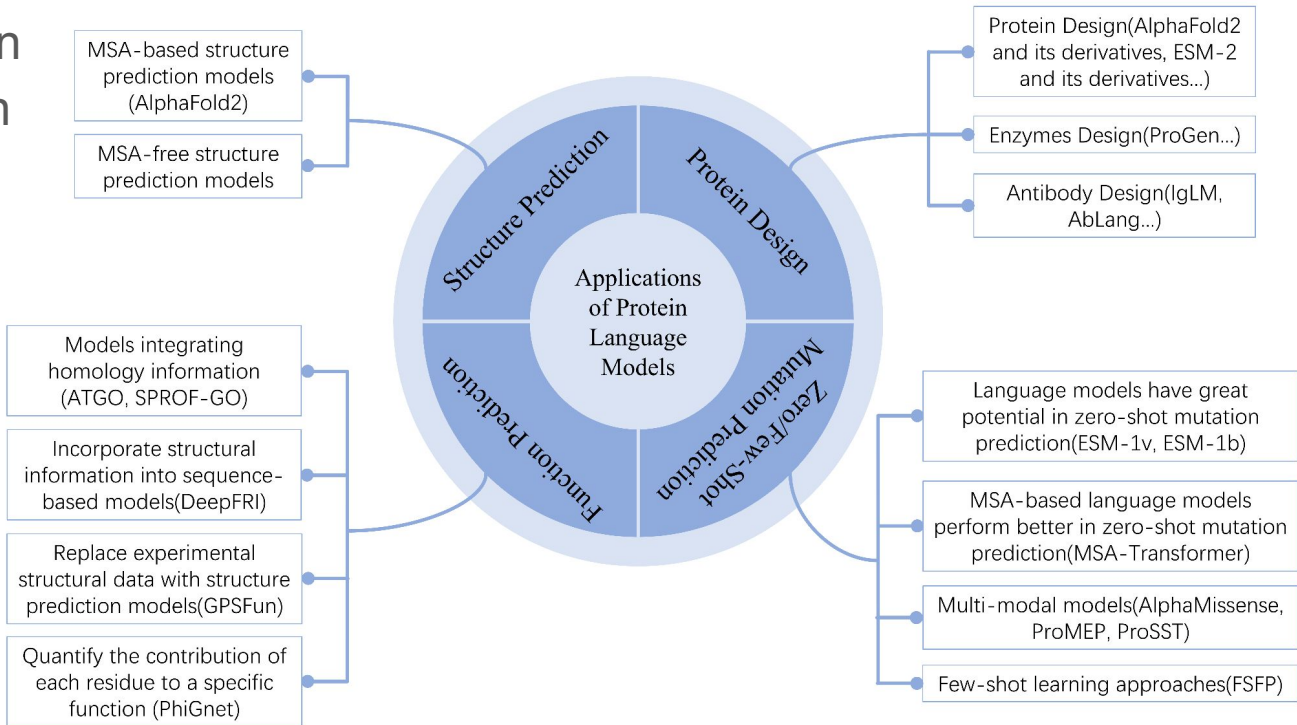 n
n
MSA-based structure
prediction models
(AlphaFold2)
MSA-free structure
prediction models
Protein Design(AlphaFold2
and its derivatives, ESM-2
and its derivatives...)
Enzymes Design(ProGen...)
Antibody Design(IgLM,
AbLang...)
Structure Prediction
Protein Design
Applications
of Protein
Language
Models
Function Prediction
Zero/Few-Shot
Mutation Prediction
Models integrating
homology information
(ATGO, SPROF-GO)
Incorporate structural
information into sequence-
based models(DeepFRI)
Replace experimental
structural data with structure
prediction models(GPSFun)
Quantify the contribution of
each residue to a specific
function (PhiGnet)
Language models have great
potential in zero-shot mutation
prediction(ESM-1v, ESM-1b)
MSA-based language models
perform better in zero-shot mutation
prediction(MSA-Transformer)
Multi-modal models(AlphaMissense,
ProMEP, ProSST)
Few-shot learning approaches(FSFP)